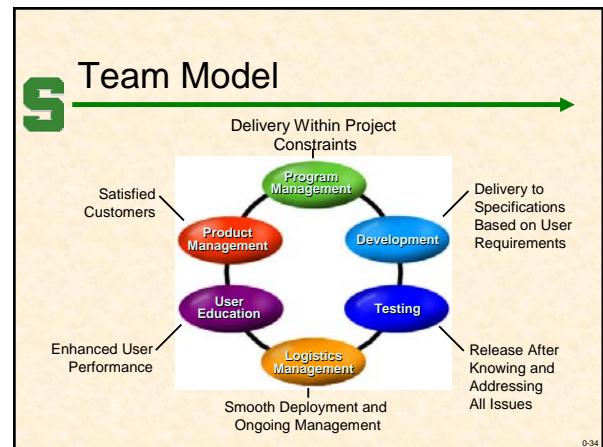 Team Model
S
Delivery Within Project
Constraints
Program
Management
Satisfied
Customers
Product
Management
Development
Delivery to
Specifications
Based on User
Requirements
User
Education
Testing
Enhanced User
Performance
Logistics
Management
Release After
Knowing and
Addressing
All Issues
Smooth Deployment and
Ongoing Management
0-34